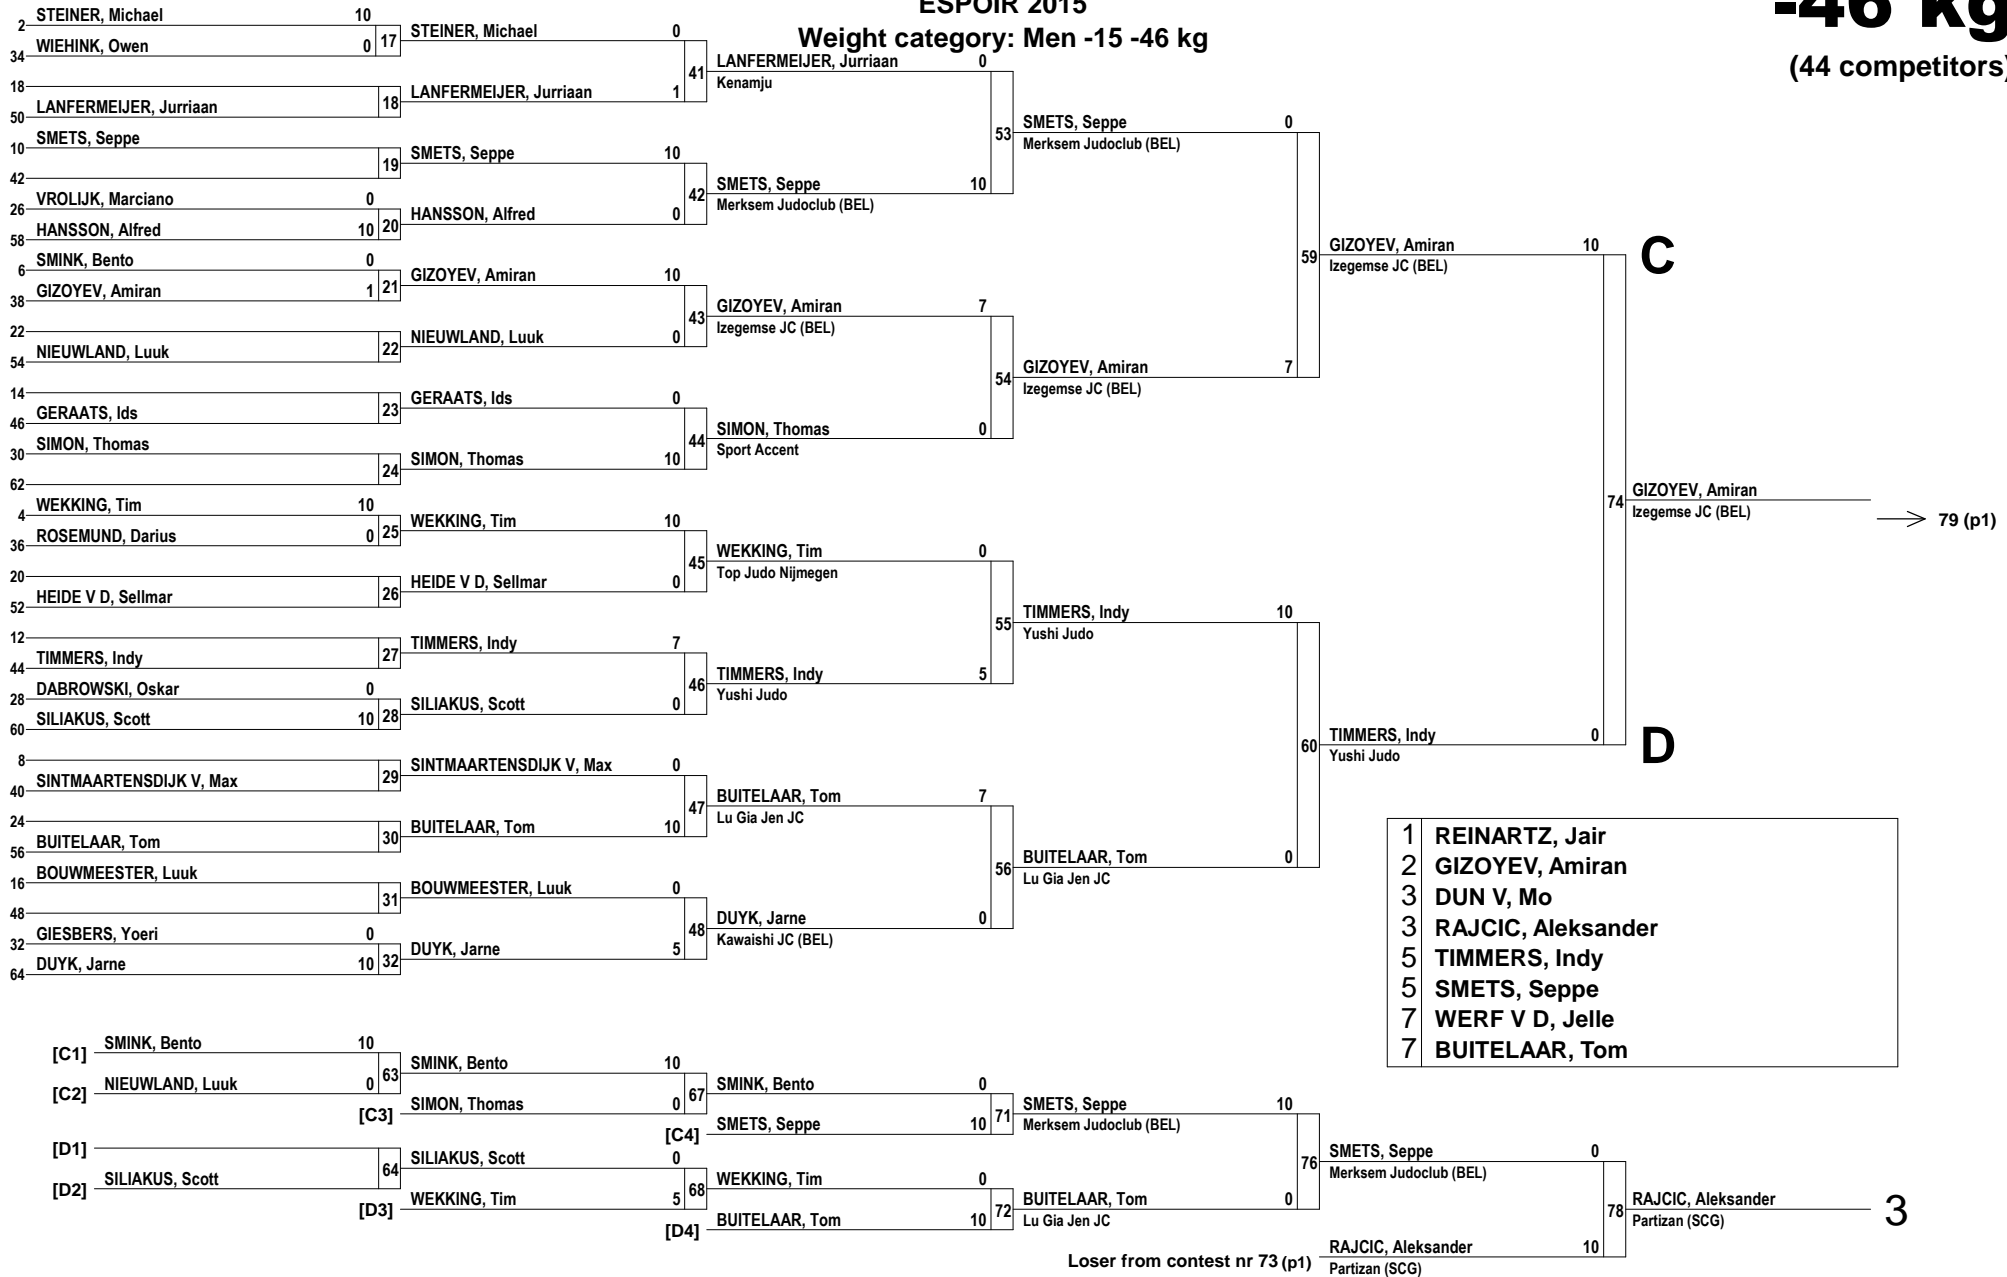 ESPOIR 2015
Weight category: Men -15 -46 kg
-46 kg
(44 competitors)
2 STEINER, Michael 10
34 WIEHINK, Owen 0
17
18
50 LANFERMEIJER, Jurriaan
18
10 SMETS, Seppe
42
19
26 VROLIJK, Marciano 0
58 HANSSON, Alfred 10
20
6 SMINK, Bento 0
38 GIZOYEV, Amiran 1
21
22
54 NIEUWLAND, Luuk
22
14
46 GERAATS, Ids
23
30 SIMON, Thomas
62
24
4 WEKKING, Tim 10
36 ROSEMUND, Darius 0
25
20
52 HEIDE V D, Sellmar
26
12
44 TIMMERS, Indy
27
28 DABROWSKI, Oskar 0
60 SILIAKUS, Scott 10
28
8
40 SINTMAARTENSDIJK V, Max
29
24
56 BUITELAAR, Tom
30
16 BOUWMEESTER, Luuk
48
31
32 GIESBERS, Yoeri 0
64 DUYK, Jarne 10
32
STEINER, Michael 0
LANFERMEIJER, Jurriaan 1
41
SMETS, Seppe 10
HANSSON, Alfred 0
42
GIZOYEV, Amiran 10
NIEUWLAND, Luuk 0
43
GERAATS, Ids 0
SIMON, Thomas 10
44
WEKKING, Tim 10
HEIDE V D, Sellmar 0
45
TIMMERS, Indy 7
SILIAKUS, Scott 0
46
SINTMAARTENSDIJK V, Max 0
BUITELAAR, Tom 10
47
BOUWMEESTER, Luuk 0
DUYK, Jarne 5
48
LANFERMEIJER, Jurriaan 0
Kenamju
SMETS, Seppe 10
Merksem Judoclub (BEL)
53
GIZOYEV, Amiran 7
Izegemse JC (BEL)
SIMON, Thomas 0
Sport Accent
54
WEKKING, Tim 0
Top Judo Nijmegen
TIMMERS, Indy 5
Yushi Judo
55
BUITELAAR, Tom 7
Lu Gia Jen JC
DUYK, Jarne 0
Kawaishi JC (BEL)
56
SMETS, Seppe 0
Merksem Judoclub (BEL)
GIZOYEV, Amiran 7
Izegemse JC (BEL)
59
TIMMERS, Indy 10
Yushi Judo
BUITELAAR, Tom 0
Lu Gia Jen JC
60
GIZOYEV, Amiran 10
Izegemse JC (BEL)
C
TIMMERS, Indy 0
Yushi Judo
D
74
GIZOYEV, Amiran
Izegemse JC (BEL)
79 (p1)
1 REINARTZ, Jair
2 GIZOYEV, Amiran
3 DUN V, Mo
3 RAJCIC, Aleksander
5 TIMMERS, Indy
5 SMETS, Seppe
7 WERF V D, Jelle
7 BUITELAAR, Tom
[C1] SMINK, Bento 10
[C2] NIEUWLAND, Luuk 0
63
SMINK, Bento 10
[C3] SIMON, Thomas 0
67
SMINK, Bento 0
[C4] SMETS, Seppe 10
71
[D1]
[D2] SILIAKUS, Scott
64
SILIAKUS, Scott 0
[D3] WEKKING, Tim 5
68
WEKKING, Tim 0
[D4] BUITELAAR, Tom 10
72
SMETS, Seppe 10
Merksem Judoclub (BEL)
BUITELAAR, Tom 0
Lu Gia Jen JC
76
SMETS, Seppe 0
Merksem Judoclub (BEL)
Loser from contest nr 73 (p1) RAJCIC, Aleksander 10
Partizan (SCG)
78
RAJCIC, Aleksander
Partizan (SCG)
3